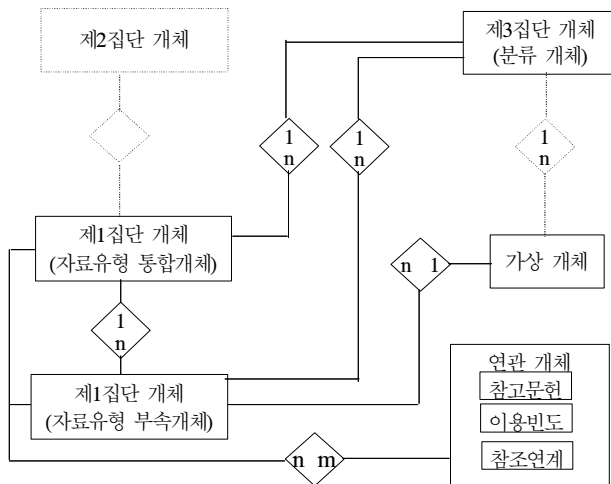 제2집단 개체
제3집단 개체
(분류 개체)
1
n
1
n
1
n
제1집단 개체
(자료유형 통합개체)
n 1
가상 개체
1
n
제1집단 개체
(자료유형 부속개체)
연관 개체
참고문헌
이용빈도
참조연계
n m